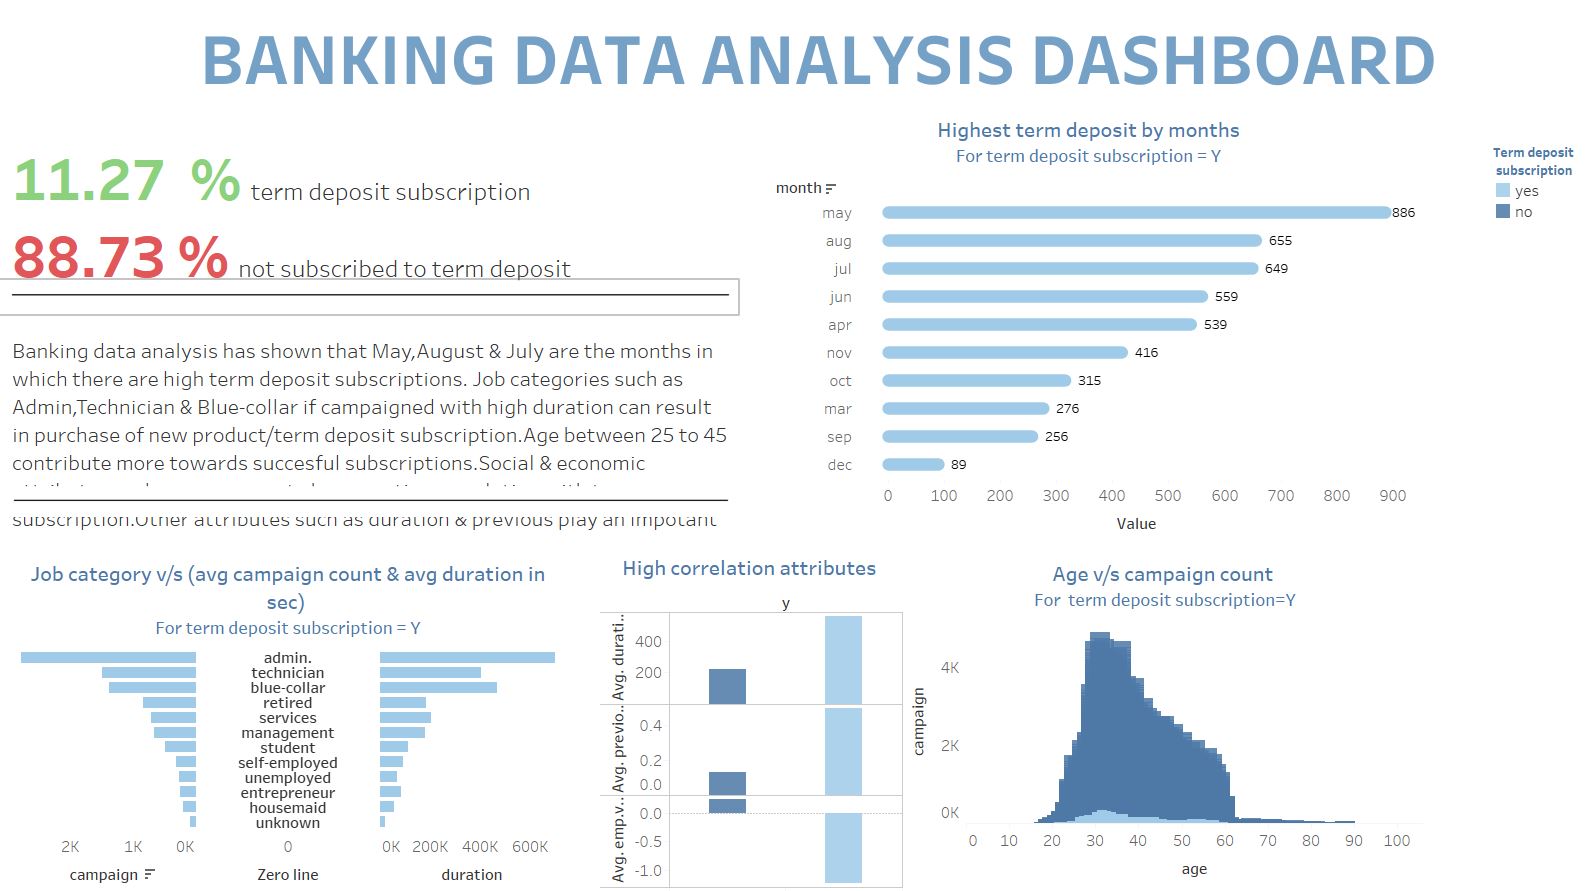 BANKING DATA ANALYSIS DASHBOARD
11.27 % term deposit subscription
88.73 % not subscribed to term deposit
Banking data analysis has shown that May,August & July are the months in
which there are high term deposit subscriptions. Job categories such as
Admin,Technician & Blue-collar if campaigned with high duration can result
in purchase of new product/term deposit subscription.Age between 25 to 45
contribute more towards succesful subscriptions.Social & economic
subscription.Other attributes such as duration & previous play an impotant
Highest term deposit by months
For term deposit subscription = Y
month
may 886
aug 655
jul 649
jun 559
apr 539
nov 416
oct 315
mar 276
sep 256
dec 89
0 100 200 300 400 500 600 700 800 900
Value
Term deposit
subscription
yes
no
Job category v/s (avg campaign count & avg duration in
sec)
For term deposit subscription = Y
admin.
technician
blue-collar
retired
services
management
student
self-employed
unemployed
entrepreneur
housemaid
unknown
2K 1K 0K 0 0K 200K 400K 600K
campaign Zero line duration
High correlation attributes
y
Avg. durati..
400
200
Avg. previo..
0.4
0.2
0.0
Avg. emp.v..
0.0
-0.5
-1.0
Age v/s campaign count
For term deposit subscription=Y
campaign
4K
2K
0K
0 10 20 30 40 50 60 70 80 90 100
age